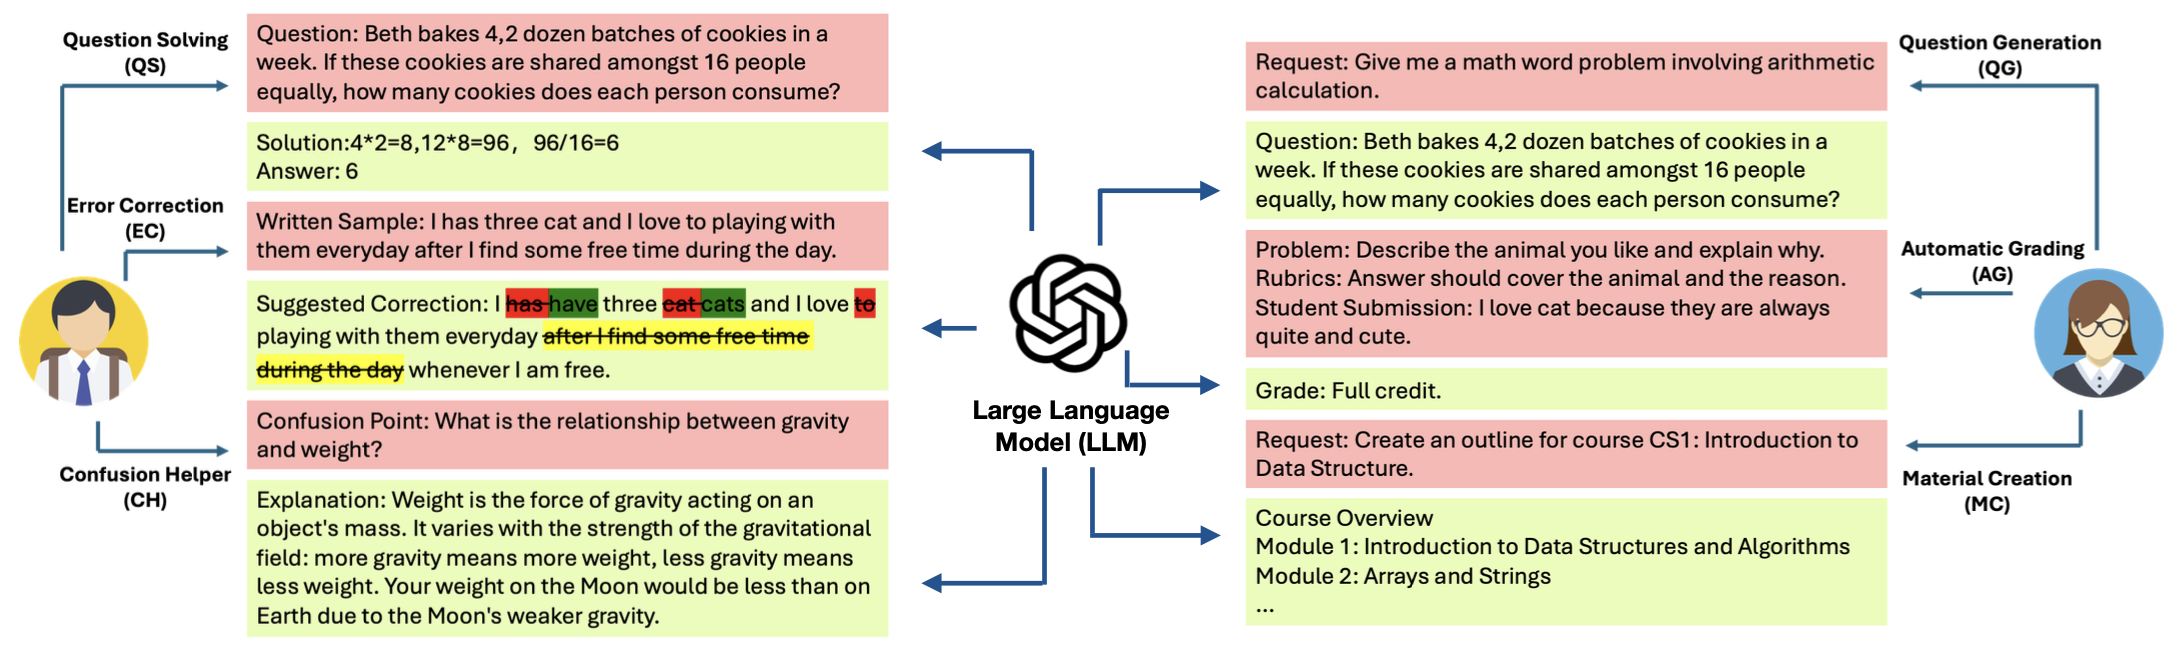 Question Solving
(QS)
Question: Beth bakes 4,2 dozen batches of cookies in a
week. If these cookies are shared amongst 16 people
equally, how many cookies does each person consume?
Solution:4*2=8,12*8=96, 96/16=6
Answer: 6
Error Correction
(EC)
Written Sample: I has three cat and I love to playing with
them everyday after I find some free time during the day.
Suggested Correction: I has have three cat cats and I love to
playing with them everyday after I find some free time
during the day whenever I am free.
Confusion Helper
(CH)
Confusion Point: What is the relationship between gravity
and weight?
Explanation: Weight is the force of gravity acting on an
object's mass. It varies with the strength of the gravitational
field: more gravity means more weight, less gravity means
less weight. Your weight on the Moon would be less than on
Earth due to the Moon's weaker gravity.
Large Language
Model (LLM)
Question Generation
(QG)
Request: Give me a math word problem involving arithmetic
calculation.
Question: Beth bakes 4,2 dozen batches of cookies in a
week. If these cookies are shared amongst 16 people
equally, how many cookies does each person consume?
Automatic Grading
(AG)
Problem: Describe the animal you like and explain why.
Rubrics: Answer should cover the animal and the reason.
Student Submission: I love cat because they are always
quite and cute.
Grade: Full credit.
Material Creation
(MC)
Request: Create an outline for course CS1: Introduction to
Data Structure.
Course Overview
Module 1: Introduction to Data Structures and Algorithms
Module 2: Arrays and Strings
...